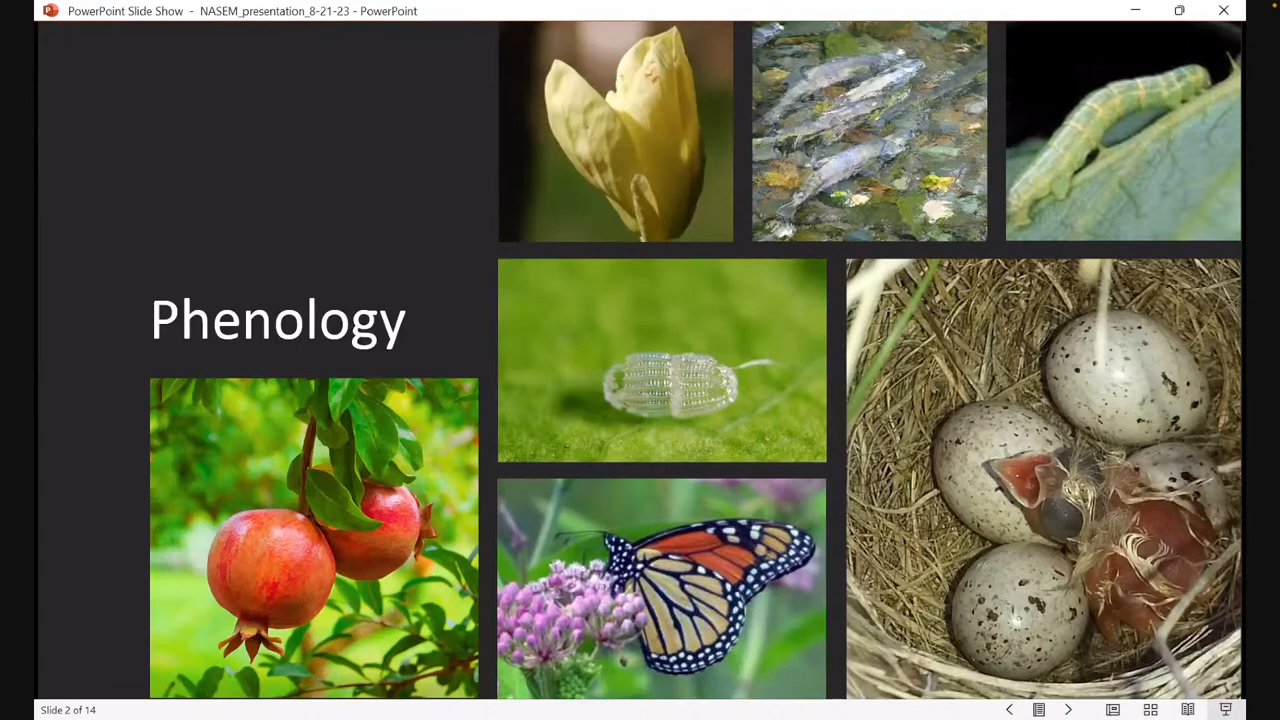 PowerPoint Slide Show - NASEM_presentation_8-21-23 - PowerPoint
Phenology
Slide 2 of 14